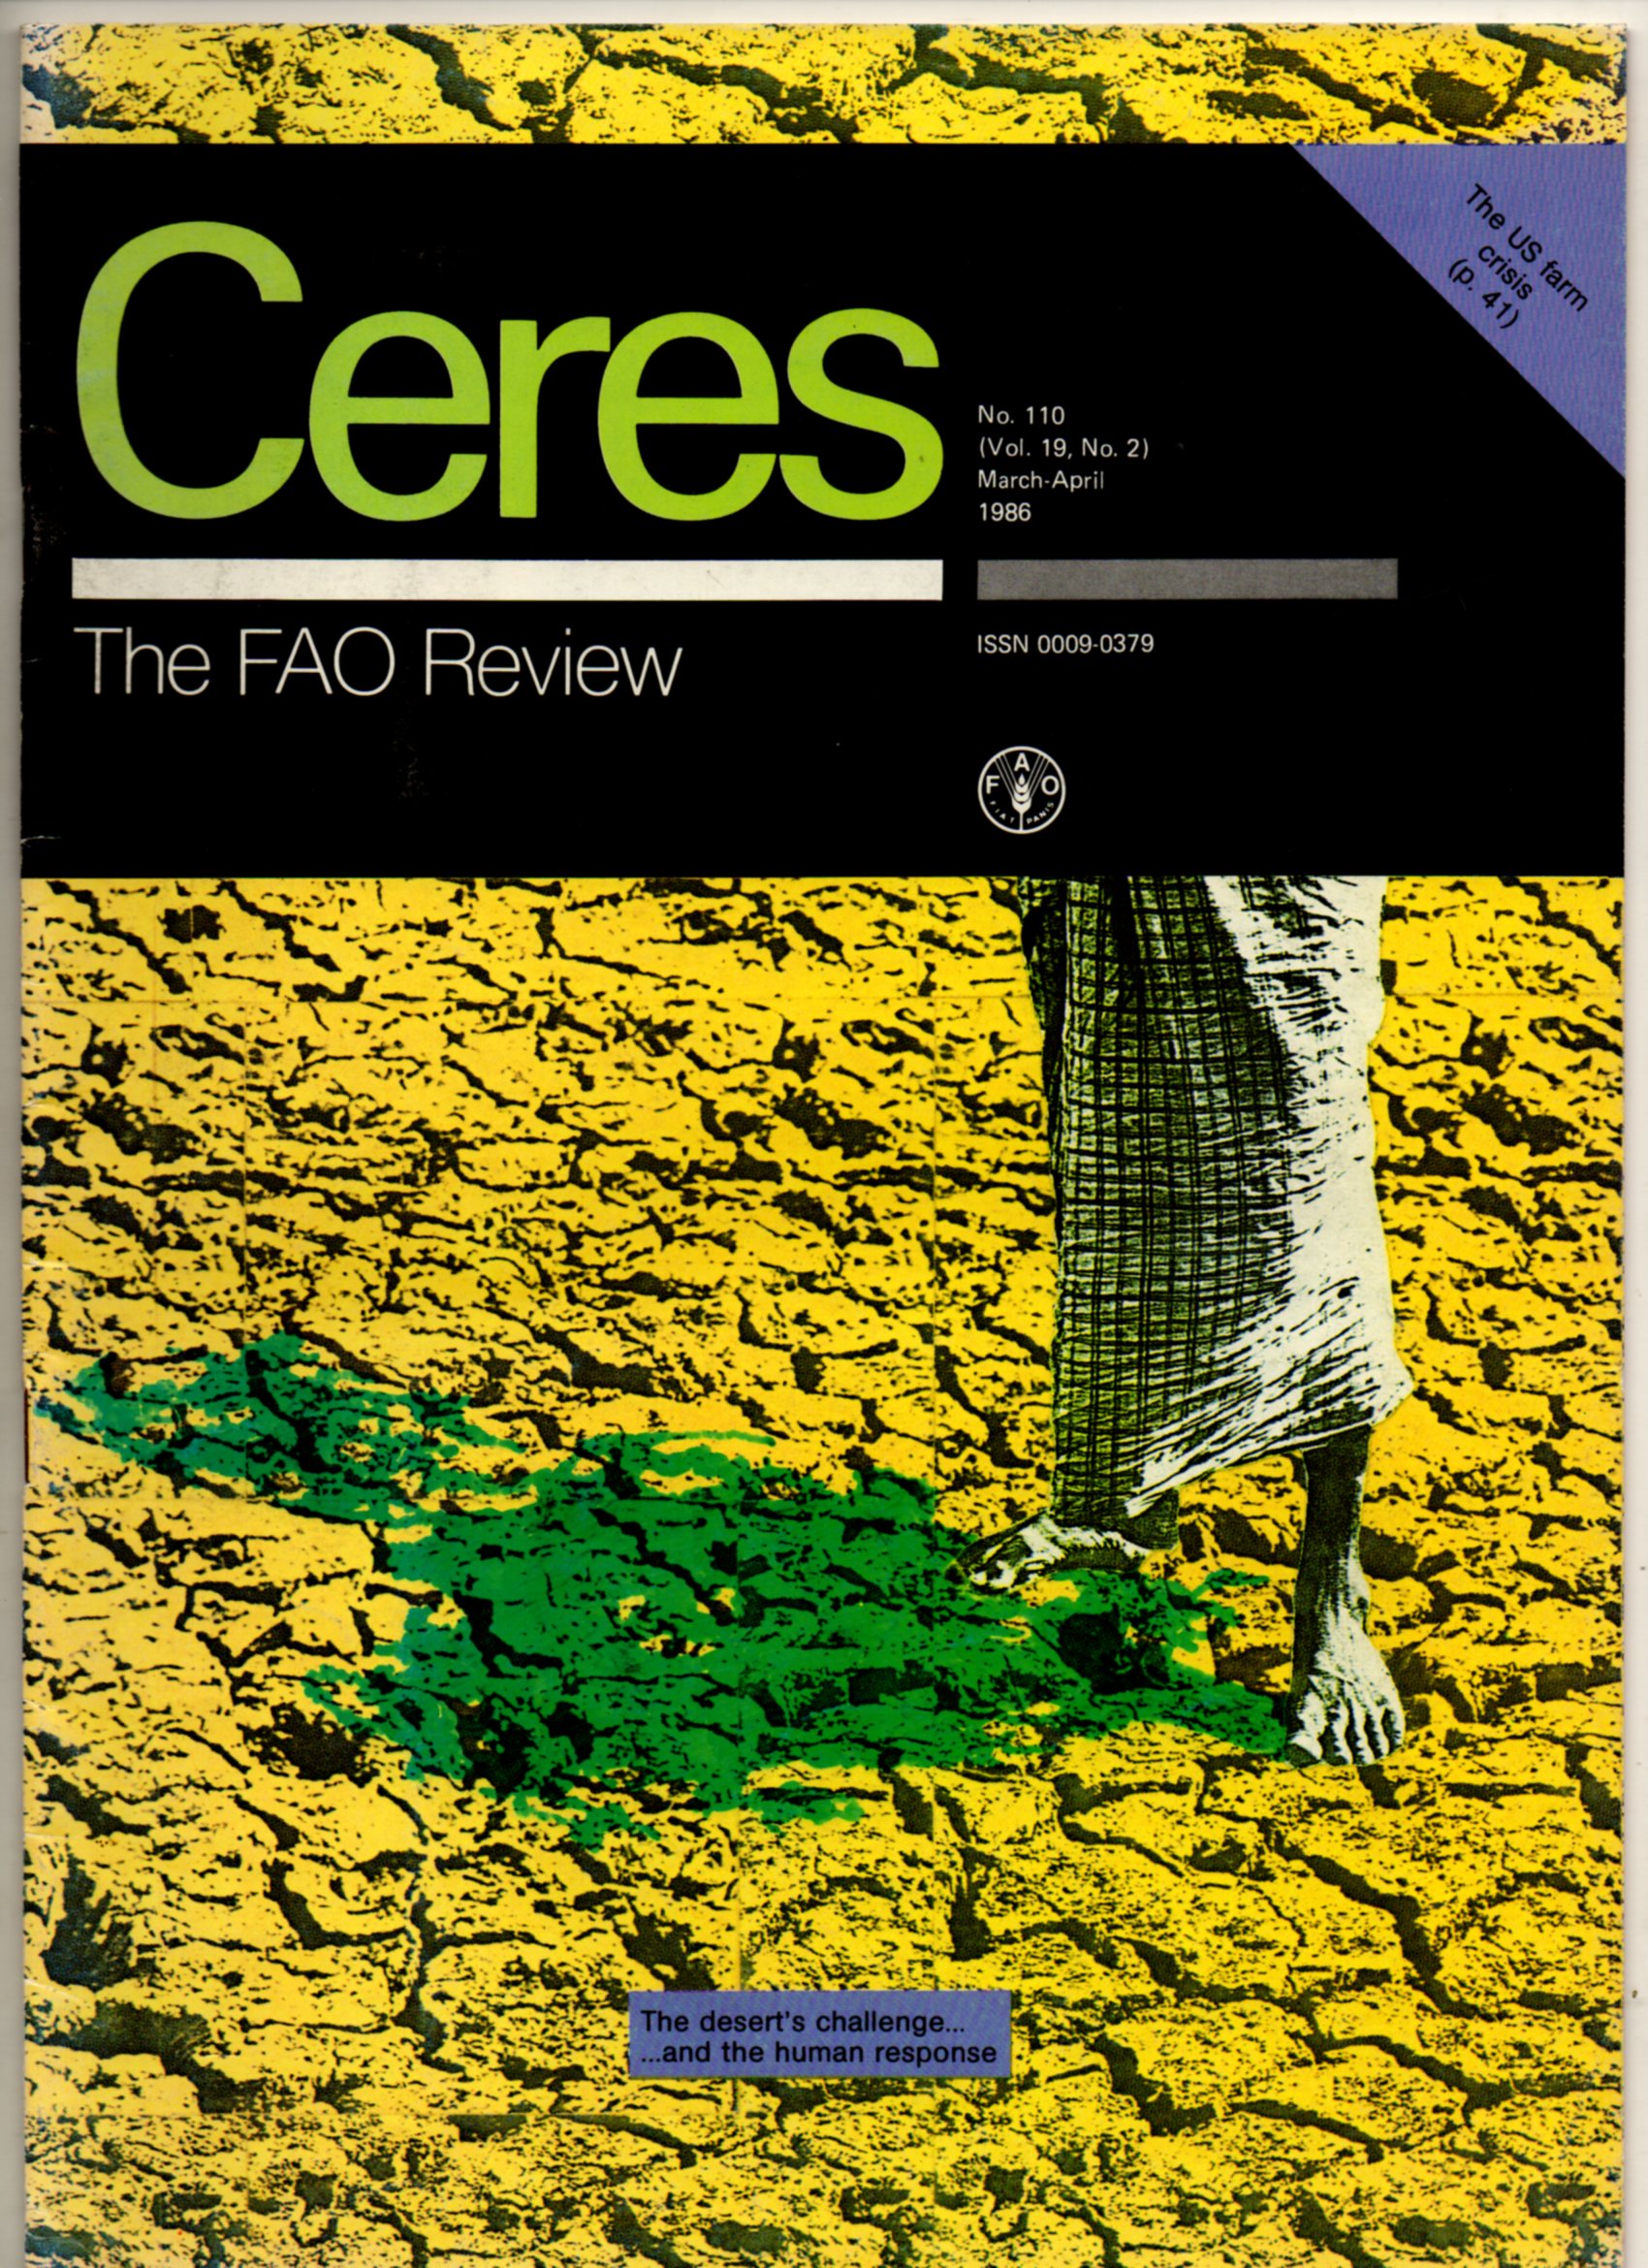 The US farm
crisis
(p. 41)
Ceres
No. 110
(Vol. 19, No. 2)
March-April
1986
The FAO Review
ISSN 0009-0379
F A O
FIAT PANIS
The desert's challenge...
...and the human response